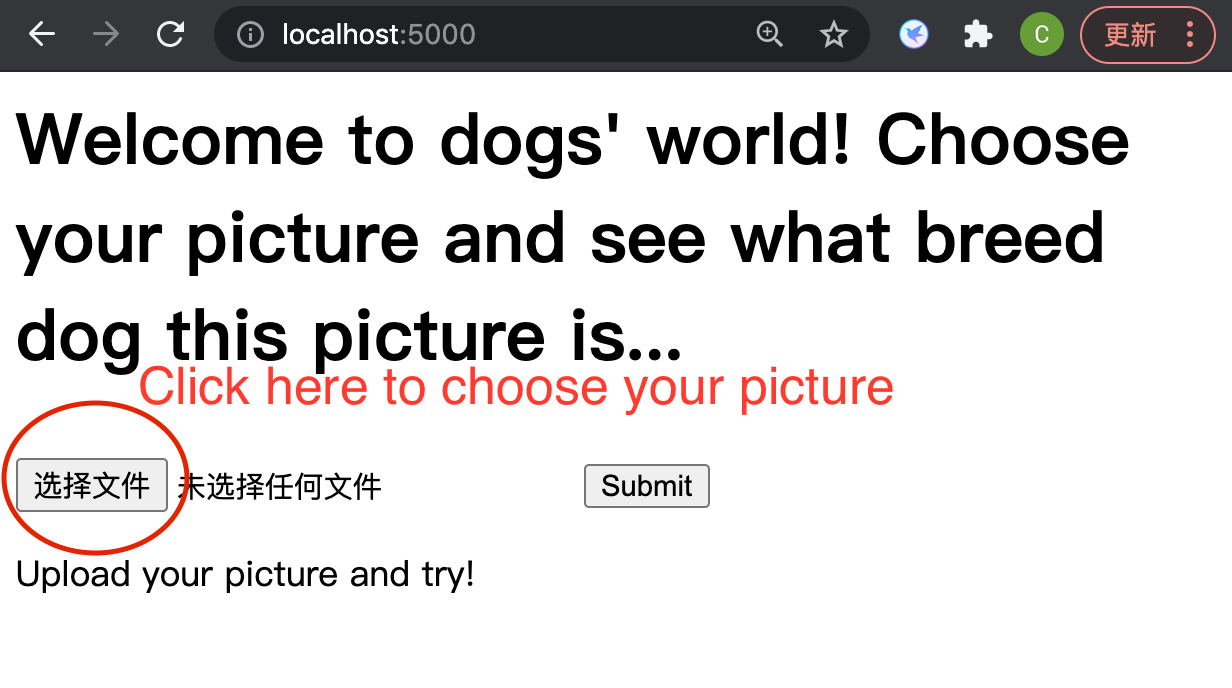 localhost:5000
C
更新
Welcome to dogs' world! Choose
your picture and see what breed
dog this picture is...
Click here to choose your picture
选择文件 未选择任何文件 Submit
Upload your picture and try!